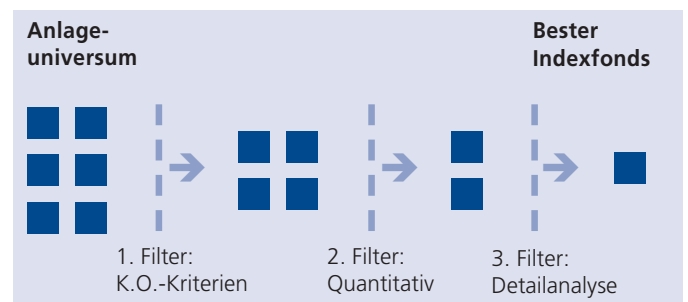 Anlage-
universum
Bester
Indexfonds
1. Filter:
K.O.-Kriterien
2. Filter:
Quantitativ
3. Filter:
Detailanalyse